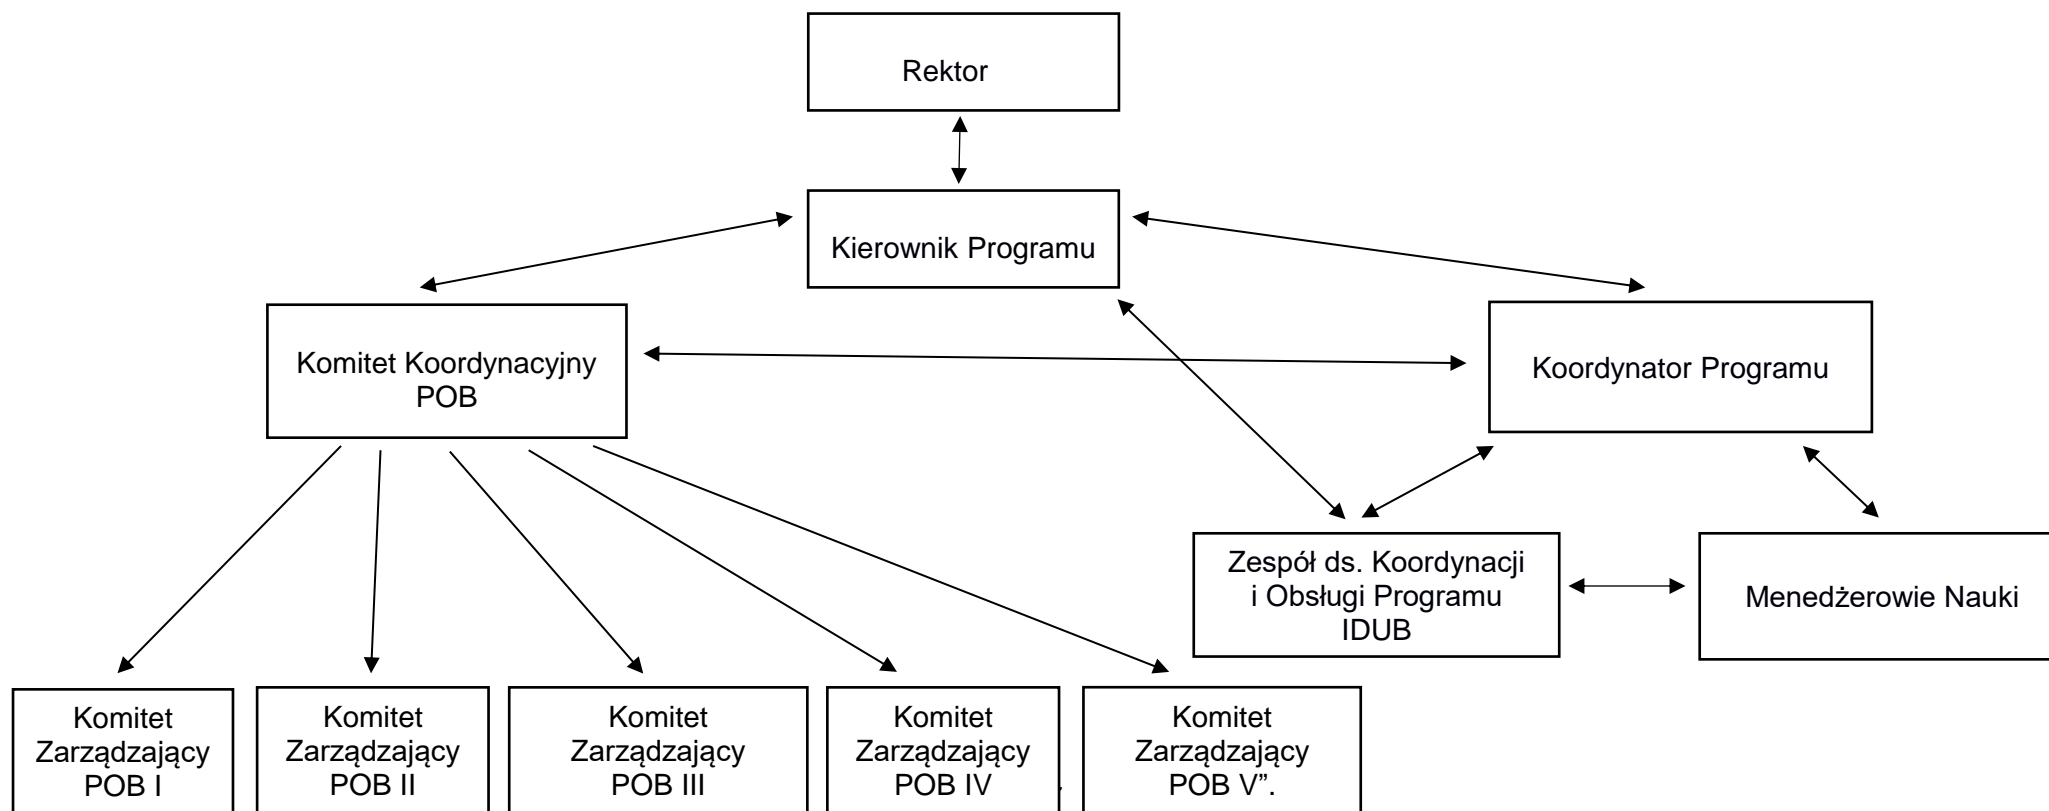 Rektor
Kierownik Programu
Komitet Koordynacyjny
POB
Koordynator Programu
Zespół ds. Koordynacji
i Obsługi Programu
IDUB
Menedżerowie Nauki
Komitet
Zarządzający
POB I
Komitet
Zarządzający
POB II
Komitet
Zarządzający
POB III
Komitet
Zarządzający
POB IV
Komitet
Zarządzający
POB V”.